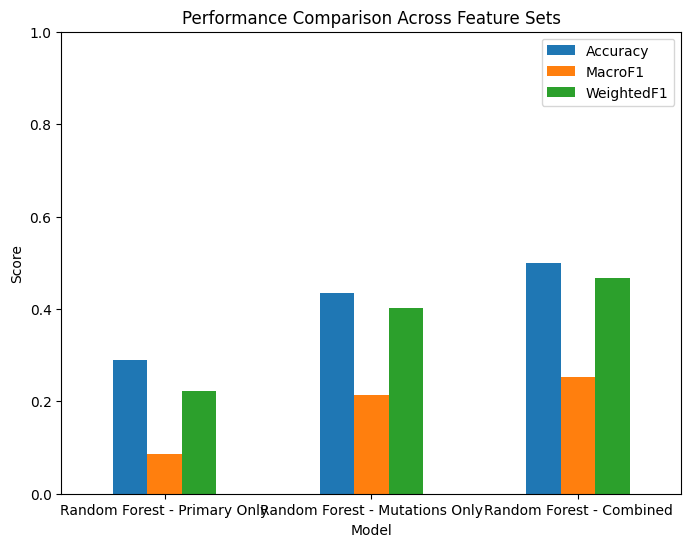 Performance Comparison Across Feature Sets
1.0
0.8
0.6
0.4
0.2
0.0
Score
Accuracy
MacroF1
WeightedF1
Random Forest - Primary Only
Random Forest - Mutations Only
Random Forest - Combined
Model